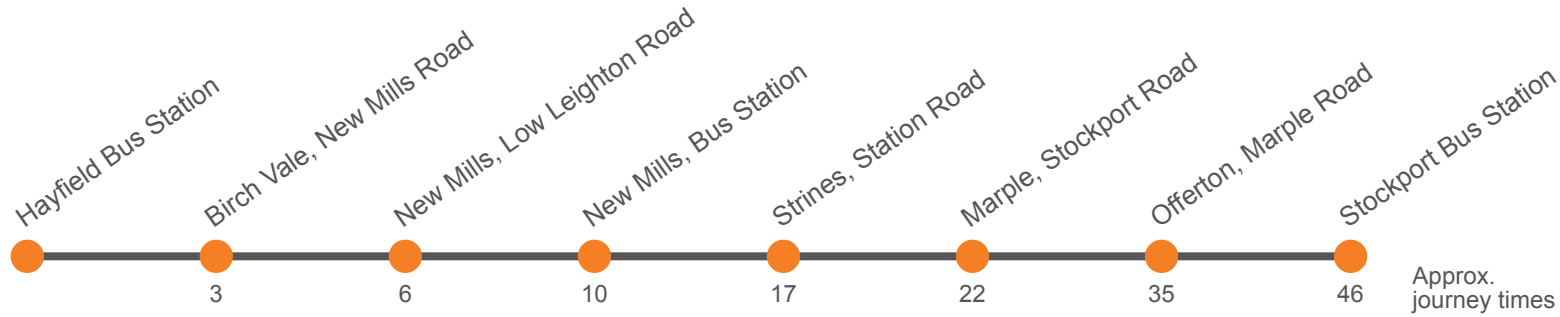 Hayfield Bus Station
Birch Vale, New Mills Road
New Mills, Low Leighton Road
New Mills, Bus Station
Strines, Station Road
Marple, Stockport Road
Offerton, Marple Road
Stockport Bus Station
3
6
10
17
22
35
46
Approx.
journey times